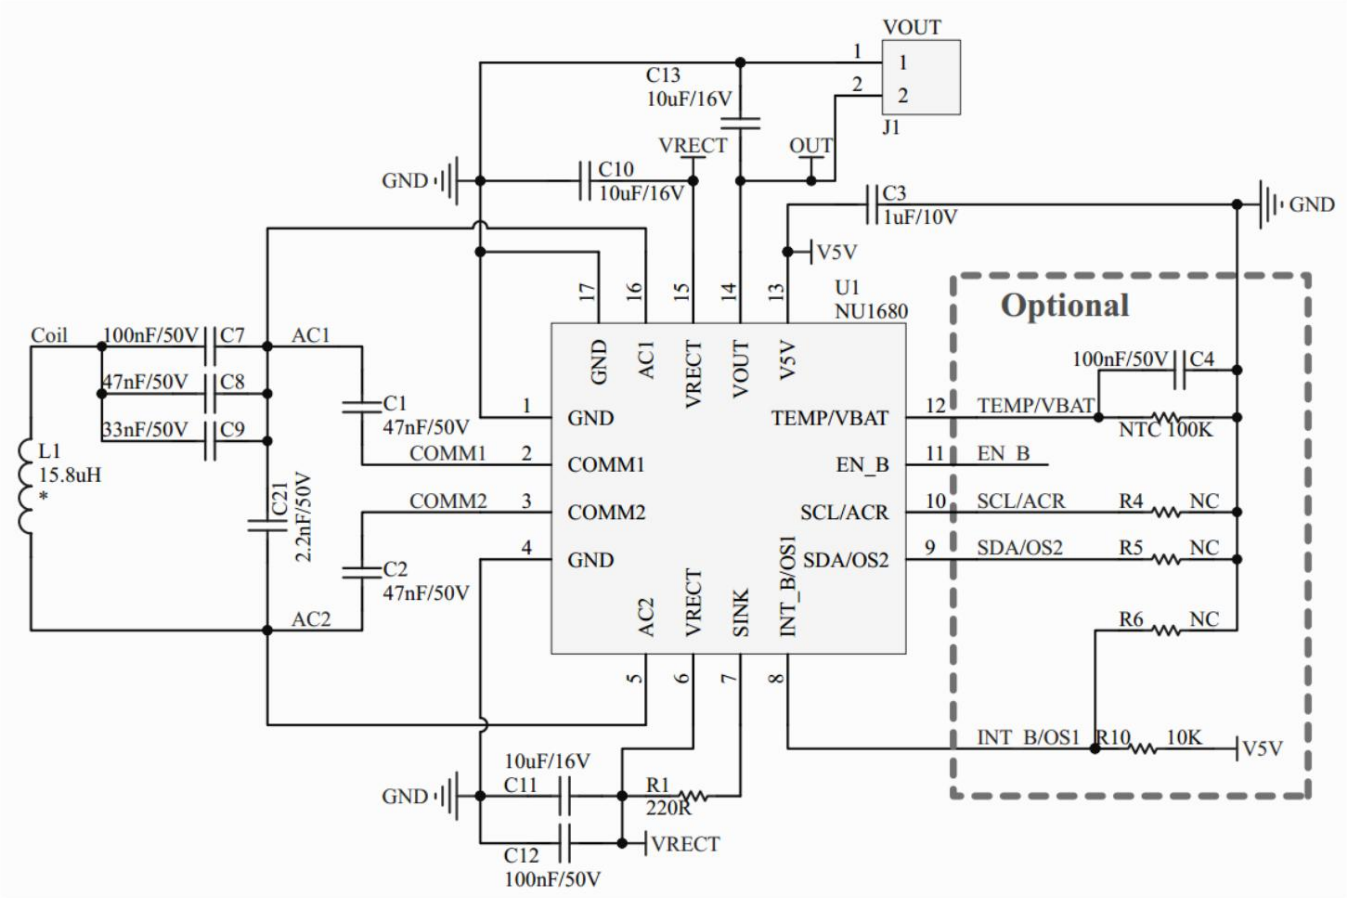 VOUT
1
1
C13
10uF/16V
2
2
J1
VRECT
OUT
GND
C10
10uF/16V
C3
1uF/10V
GND
V5V
17
16
15
14
13
U1
NU1680
Optional
Coil
100nF/50V
C7
AC1
47nF/50V
C8
33nF/50V
C9
C1
47nF/50V
L1
15.8uH
*
C21
2.2nF/50V
COMM1
COMM2
C2
47nF/50V
AC2
GND
AC1
VRECT
VOUT
V5V
1
GND
2
COMM1
3
COMM2
4
GND
TEMP/VBAT
12
TEMP/VBAT
EN_B
11
EN_B
SCL/ACR
10
SCL/ACR
SDA/OS2
9
SDA/OS2
100nF/50V
C4
NTC 100K
R4
NC
R5
NC
R6
NC
AC2
VRECT
SINK
INT_B/OS1
5
6
7
8
INT_B/OS1
R10
10K
V5V
10uF/16V
C11
GND
R1
220R
C12
100nF/50V
VRECT